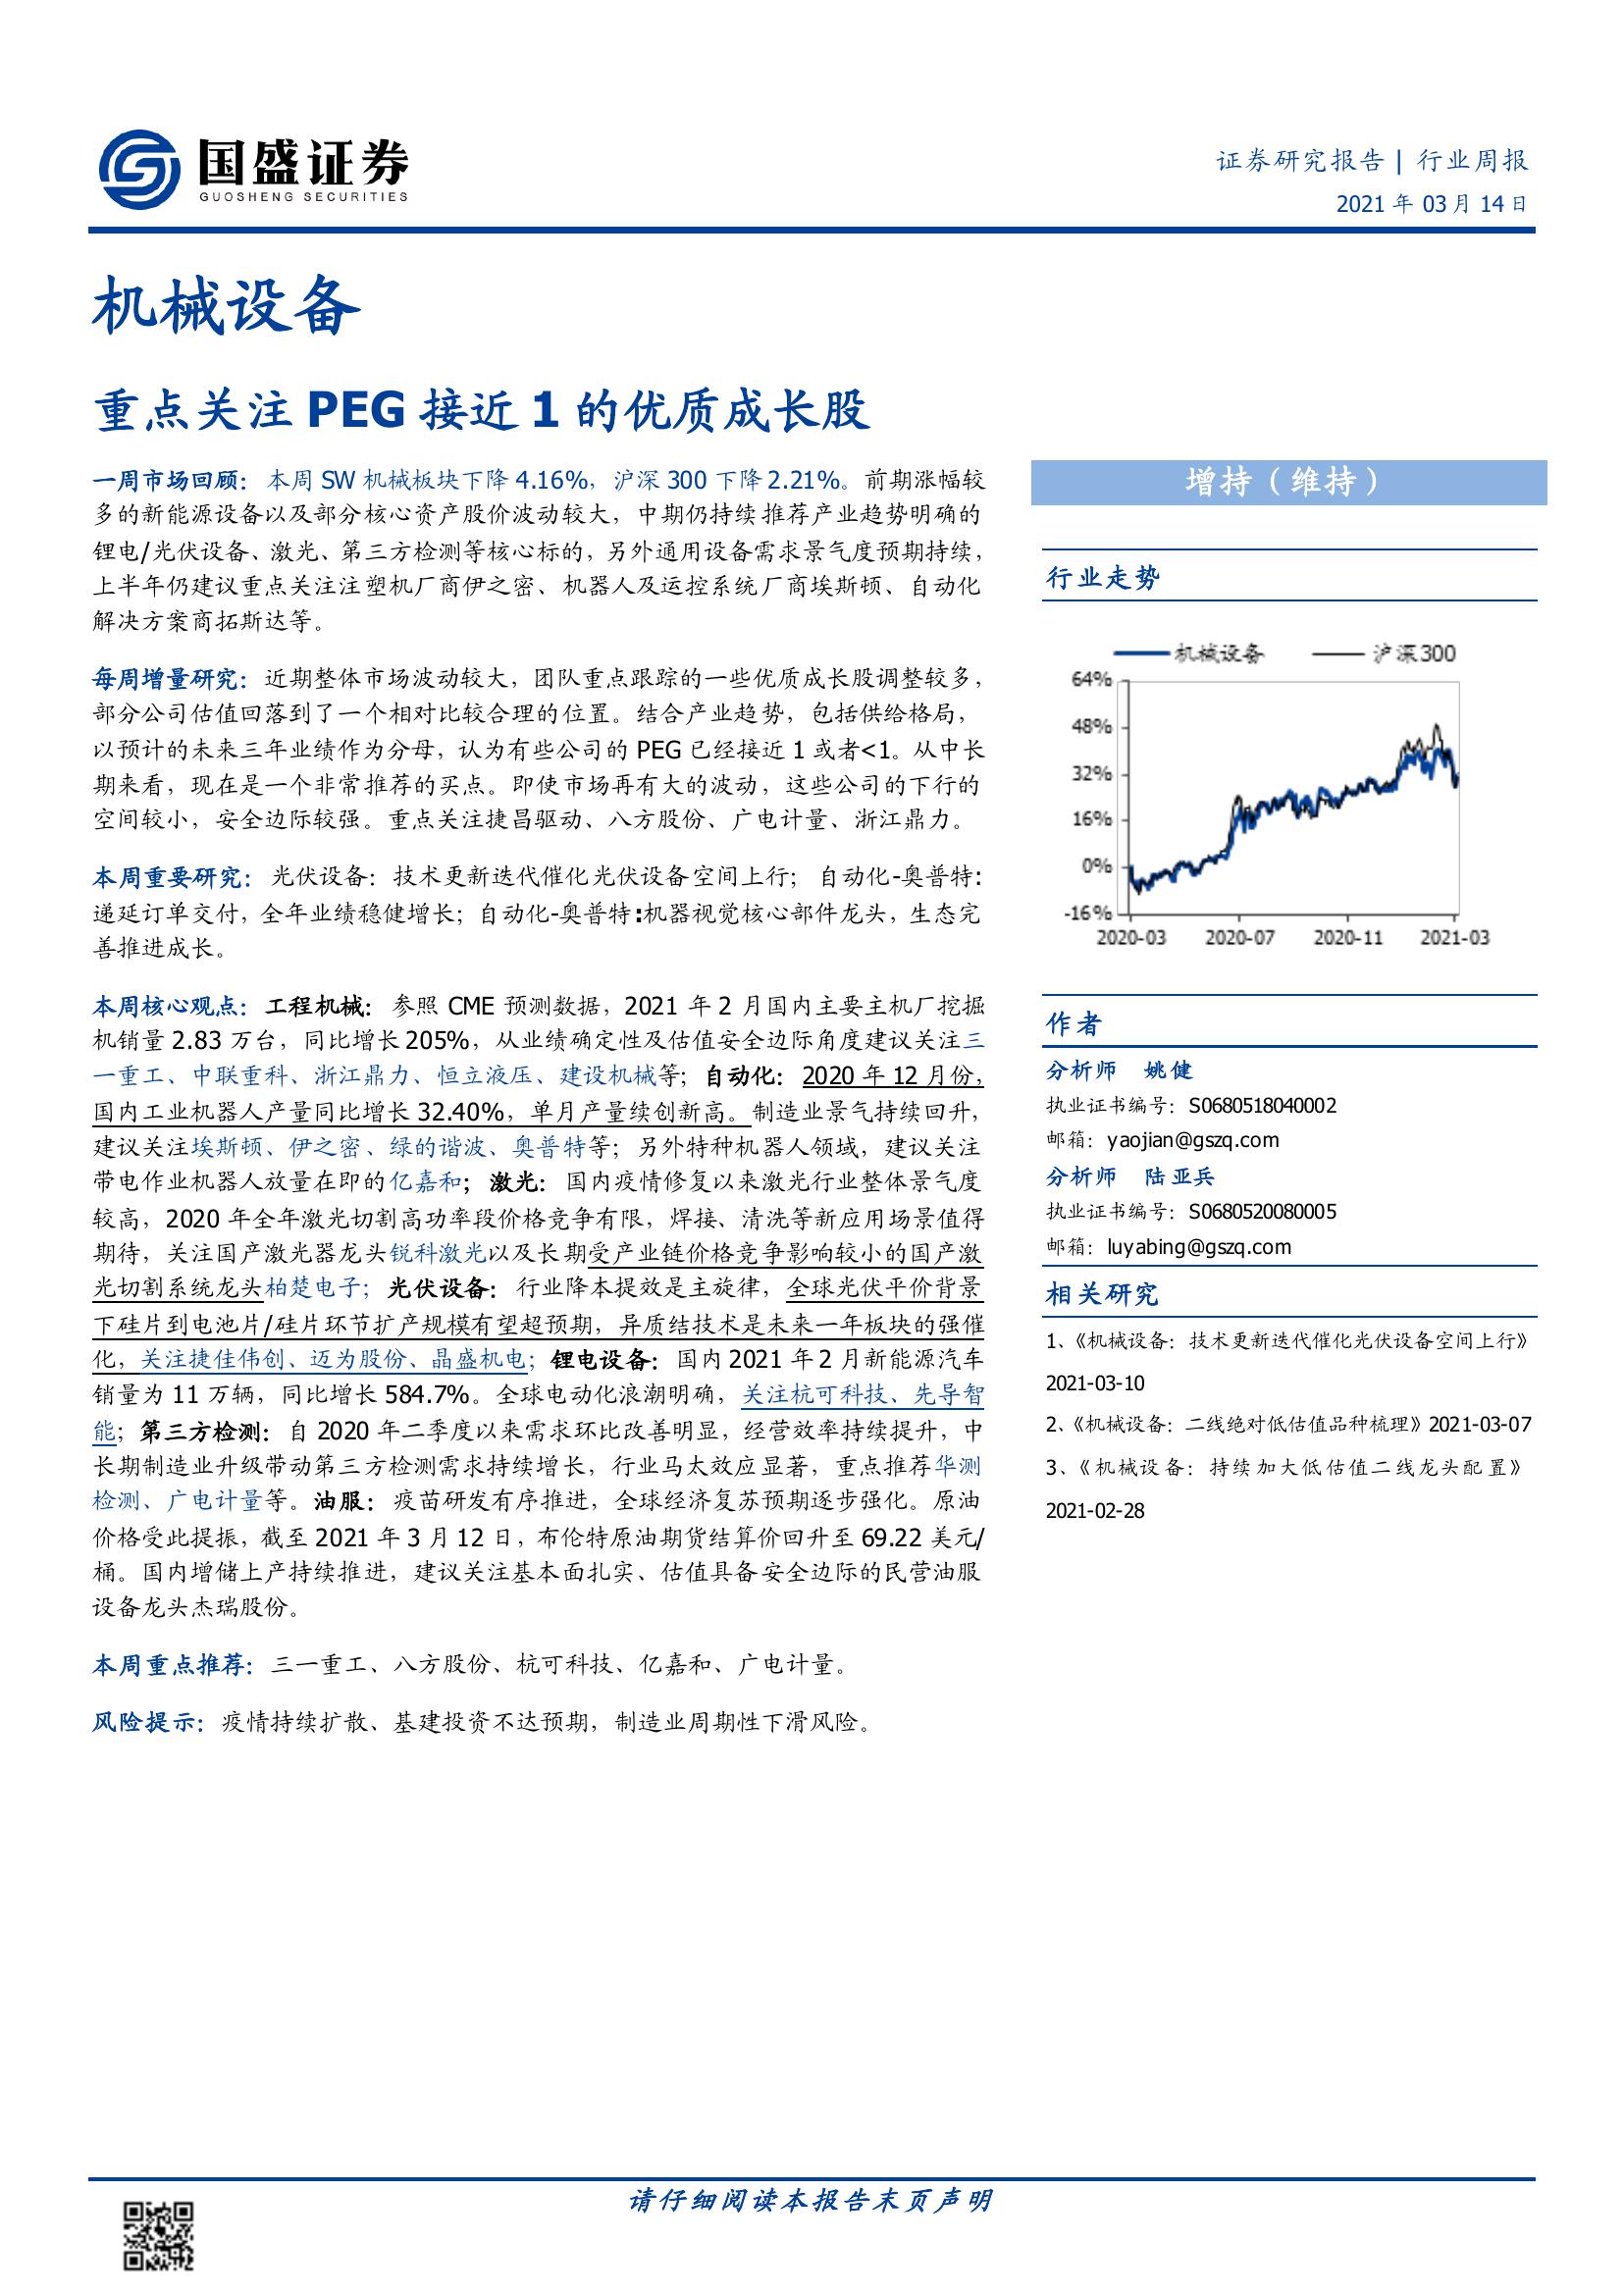 国盛证券
GUOSHENG SECURITIES
证券研究报告 | 行业周报
2021 年 03 月 14 日
机械设备
重点关注 PEG 接近 1 的优质成长股
一周市场回顾：本周 SW 机械板块下降 4.16%，沪深 300 下降 2.21%。前期涨幅较
多的新能源设备以及部分核心资产股价波动较大，中期仍持续推荐产业趋势明确的
锂电/光伏设备、激光、第三方检测等核心标的，另外通用设备需求景气度预期持续，
上半年仍建议重点关注注塑机厂商伊之密、机器人及运控系统厂商埃斯顿、自动化
解决方案商拓斯达等。
每周增量研究：近期整体市场波动较大，团队重点跟踪的一些优质成长股调整较多，
部分公司估值回落到了一个相对比较合理的位置。结合产业趋势，包括供给格局，
以预计的未来三年业绩作为分母，认为有些公司的 PEG 已经接近 1 或者<1。从中长
期来看，现在是一个非常推荐的买点。即使市场再有大的波动，这些公司的下行的
空间较小，安全边际较强。重点关注捷昌驱动、八方股份、广电计量、浙江鼎力。
本周重要研究：光伏设备：技术更新迭代催化光伏设备空间上行；自动化-奥普特:
递延订单交付，全年业绩稳健增长；自动化-奥普特:机器视觉核心部件龙头，生态完
善推进成长。
本周核心观点：工程机械：参照 CME 预测数据，2021 年 2 月国内主要主机厂挖掘
机销量 2.83 万台，同比增长 205%，从业绩确定性及估值安全边际角度建议关注三
一重工、中联重科、浙江鼎力、恒立液压、建设机械等；自动化：2020 年 12 月份，
国内工业机器人产量同比增长 32.40%，单月产量续创新高。制造业景气持续回升，
建议关注埃斯顿、伊之密、绿的谐波、奥普特等；另外特种机器人领域，建议关注
带电作业机器人放量在即的亿嘉和；激光：国内疫情修复以来激光行业整体景气度
较高，2020 年全年激光切割高功率段价格竞争有限，焊接、清洗等新应用场景值得
期待，关注国产激光器龙头锐科激光以及长期受产业链价格竞争影响较小的国产激
光切割系统龙头柏楚电子；光伏设备：行业降本提效是主旋律，全球光伏平价背景
下硅片到电池片/硅片环节扩产规模有望超预期，异质结技术是未来一年板块的强催
化，关注捷佳伟创、迈为股份、晶盛机电；锂电设备：国内 2021 年 2 月新能源汽车
销量为 11 万辆，同比增长 584.7%。全球电动化浪潮明确，关注杭可科技、先导智
能；第三方检测：自 2020 年二季度以来需求环比改善明显，经营效率持续提升，中
长期制造业升级带动第三方检测需求持续增长，行业马太效应显著，重点推荐华测
检测、广电计量等。油服：疫苗研发有序推进，全球经济复苏预期逐步强化。原油
价格受此提振，截至 2021 年 3 月 12 日，布伦特原油期货结算价回升至 69.22 美元/
桶。国内增储上产持续推进，建议关注基本面扎实、估值具备安全边际的民营油服
设备龙头杰瑞股份。
本周重点推荐：三一重工、八方股份、杭可科技、亿嘉和、广电计量。
风险提示：疫情持续扩散、基建投资不达预期，制造业周期性下滑风险。
增持（维持）
行业走势
机械设备 沪深300
64%
48%
32%
16%
0%
-16%
2020-03 2020-07 2020-11 2021-03
作者
分析师 姚健
执业证书编号：S0680518040002
邮箱：yaojian@gszq.com
分析师 陆亚兵
执业证书编号：S0680520080005
邮箱：luyabing@gszq.com
相关研究
1、《机械设备：技术更新迭代催化光伏设备空间上行》
2021-03-10
2、《机械设备：二线绝对低估值品种梳理》2021-03-07
3、《机械设备：持续加大低估值二线龙头配置》
2021-02-28
请仔细阅读本报告末页声明